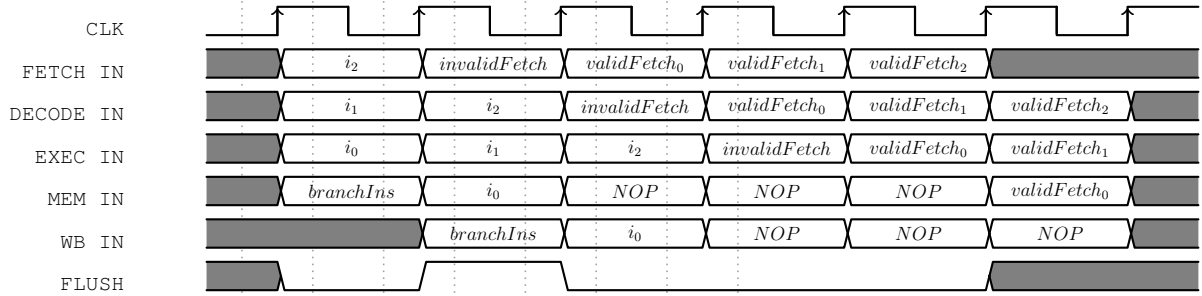 CLK
FETCH IN i₂ invalidFetch validFetch₀ validFetch₁ validFetch₂
DECODE IN i₁ i₂ invalidFetch validFetch₀ validFetch₁ validFetch₂
EXEC IN i₀ i₁ i₂ invalidFetch validFetch₀ validFetch₁
MEM IN branchIns i₀ NOP NOP NOP validFetch₀
WB IN branchIns i₀ NOP NOP NOP
FLUSH